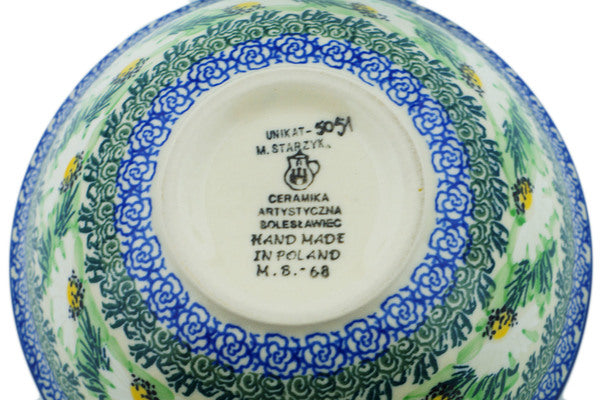 UNIKAT-5051
M. STARZYK
CERAMIKA
ARTYSTYCZNA
BOLESŁAWIEC
HAND MADE
IN POLAND
M.B.-68